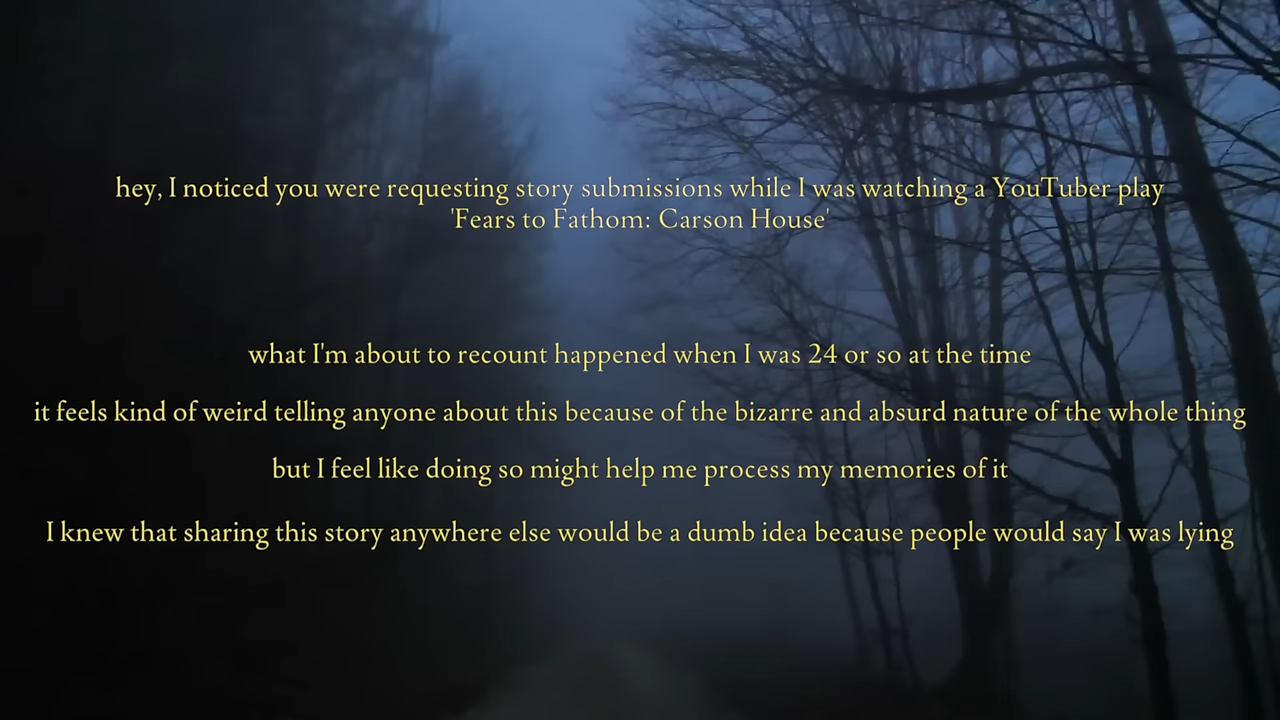 hey, I noticed you were requesting story submissions while I was watching a YouTuber play
'Fears to Fathom: Carson House'
what I'm about to recount happened when I was 24 or so at the time
it feels kind of weird telling anyone about this because of the bizarre and absurd nature of the whole thing
but I feel like doing so might help me process my memories of it
I knew that sharing this story anywhere else would be a dumb idea because people would say I was lying